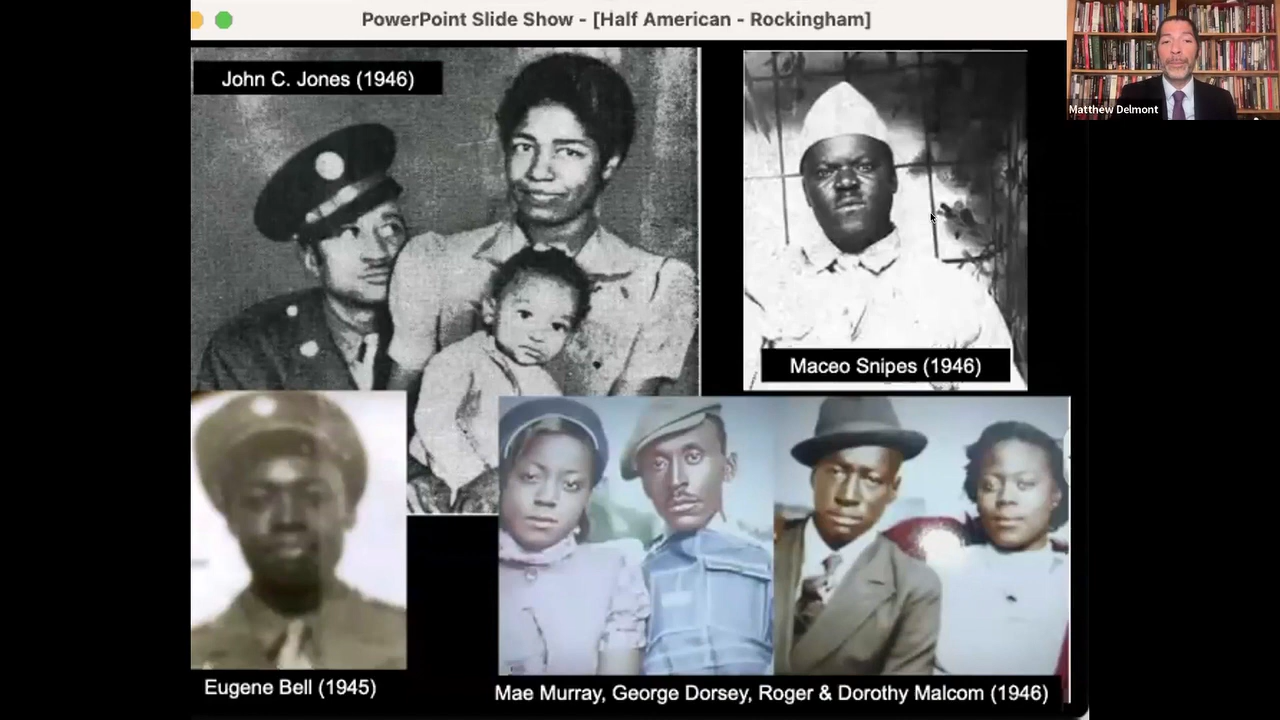 PowerPoint Slide Show - [Half American - Rockingham]
John C. Jones (1946)
Matthew Delmont
Maceo Snipes (1946)
Eugene Bell (1945)
Mae Murray, George Dorsey, Roger & Dorothy Malcom (1946)